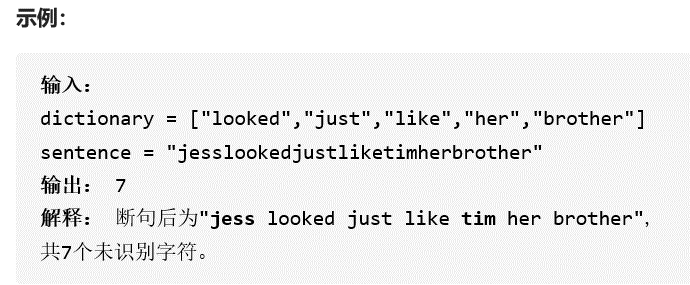 示例：
输入：
dictionary = ["looked","just","like","her","brother"]
sentence = "jesslookedjustliketimherbrother"
输出： 7
解释： 断句后为"jess looked just like tim her brother"，
共7个未识别字符。